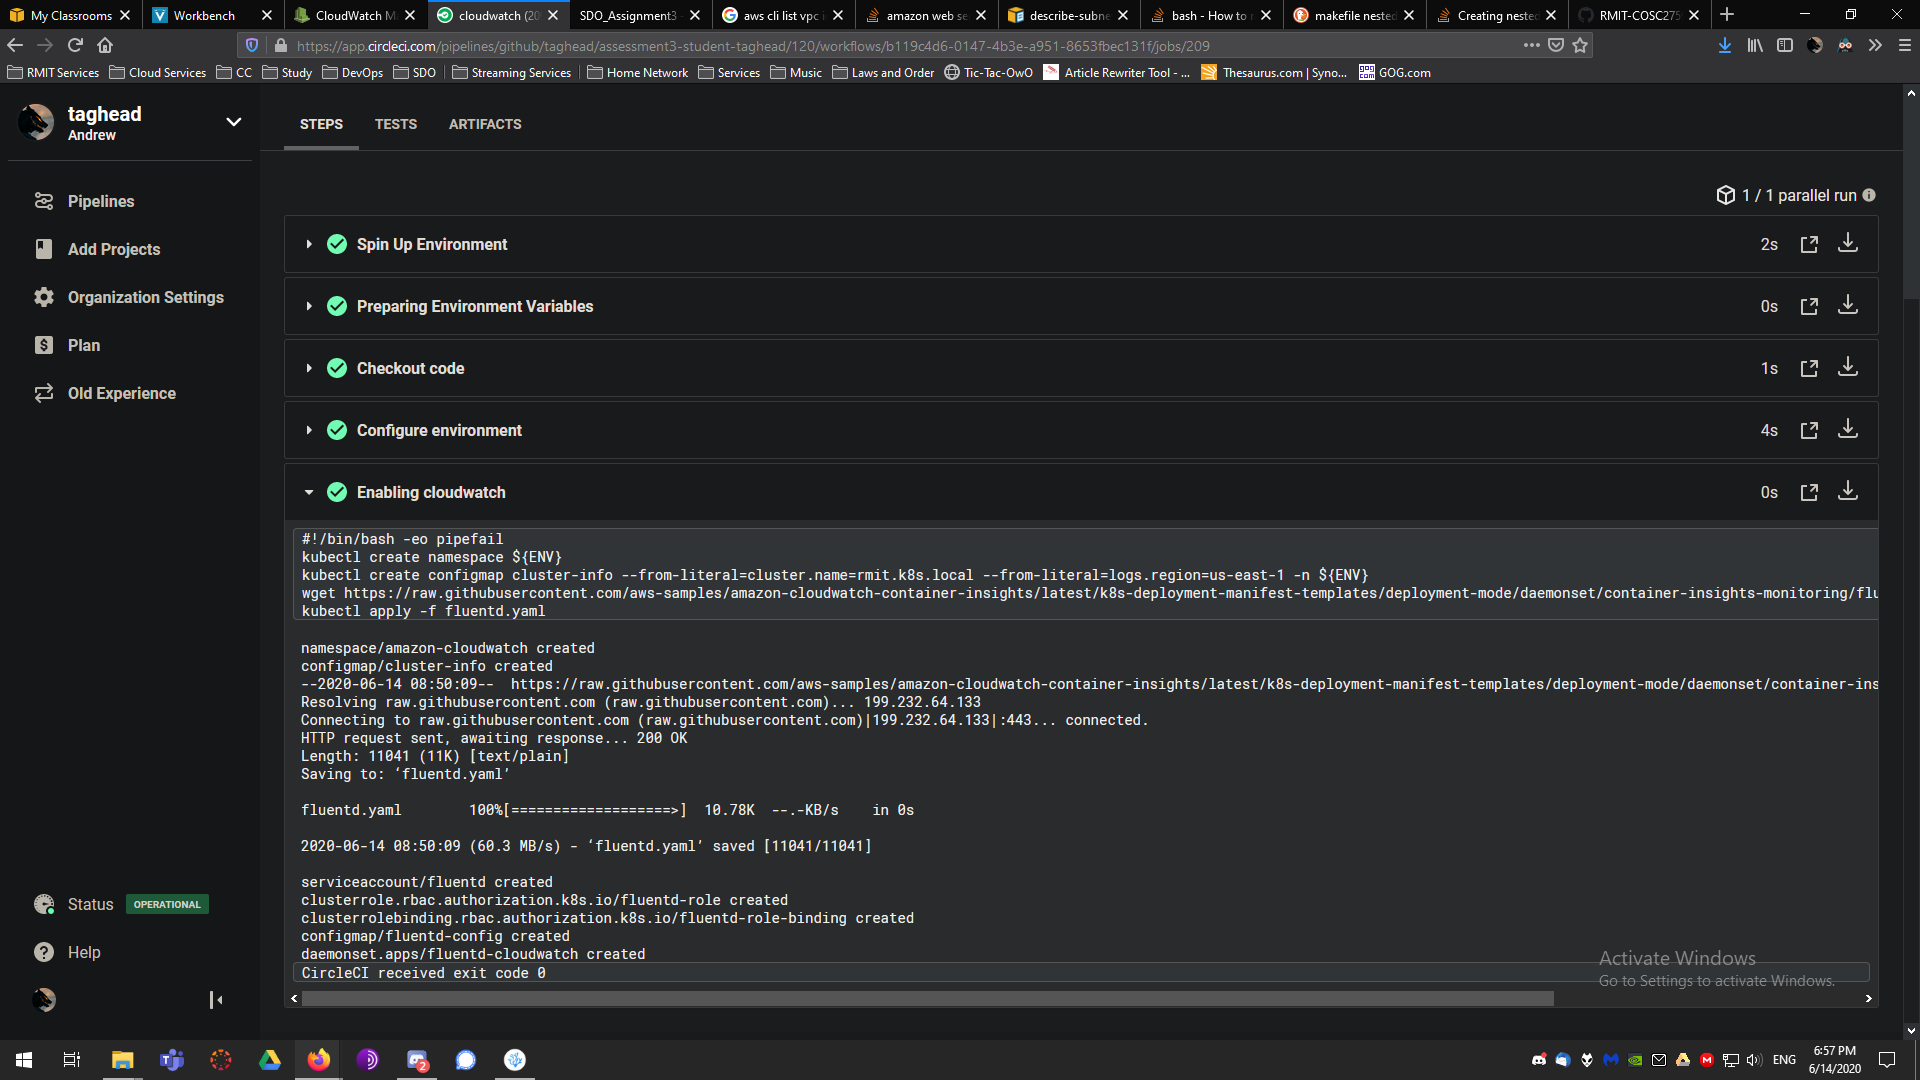 My Classrooms
Workbench
CloudWatch M
cloudwatch (20
SDO_Assignment3
aws cli list vpc i
amazon web se
describe-subne
bash - How to r
makefile nested
Creating nested
RMIT-COSC275
https://app.circleci.com/pipelines/github/taghead/assessment3-student-taghead/120/workflows/b119c4d6-0147-4b3e-a951-8653fbec131f/jobs/209
RMIT Services
Cloud Services
CC
Study
DevOps
SDO
Streaming Services
Home Network
Services
Music
Laws and Order
Tic-Tac-OwO
Article Rewriter Tool - ...
Thesaurus.com | Syno...
GOG.com
taghead
Andrew
Pipelines
Add Projects
Organization Settings
Plan
Old Experience
Status OPERATIONAL
Help
STEPS TESTS ARTIFACTS
1 / 1 parallel run
Spin Up Environment 2s
Preparing Environment Variables 0s
Checkout code 1s
Configure environment 4s
Enabling cloudwatch 0s
#!/bin/bash -eo pipefail
kubectl create namespace ${ENV}
kubectl create configmap cluster-info --from-literal=cluster.name=rmit.k8s.local --from-literal=logs.region=us-east-1 -n ${ENV}
wget https://raw.githubusercontent.com/aws-samples/amazon-cloudwatch-container-insights/latest/k8s-deployment-manifest-templates/deployment-mode/daemonset/container-insights-monitoring/flu
kubectl apply -f fluentd.yaml
namespace/amazon-cloudwatch created
configmap/cluster-info created
--2020-06-14 08:50:09-- https://raw.githubusercontent.com/aws-samples/amazon-cloudwatch-container-insights/latest/k8s-deployment-manifest-templates/deployment-mode/daemonset/container-ins
Resolving raw.githubusercontent.com (raw.githubusercontent.com)... 199.232.64.133
Connecting to raw.githubusercontent.com (raw.githubusercontent.com)|199.232.64.133|:443... connected.
HTTP request sent, awaiting response... 200 OK
Length: 11041 (11K) [text/plain]
Saving to: ‘fluentd.yaml’
fluentd.yaml 100%[===================>] 10.78K --.-KB/s in 0s
2020-06-14 08:50:09 (60.3 MB/s) - ‘fluentd.yaml’ saved [11041/11041]
serviceaccount/fluentd created
clusterrole.rbac.authorization.k8s.io/fluentd-role created
clusterrolebinding.rbac.authorization.k8s.io/fluentd-role-binding created
configmap/fluentd-config created
daemonset.apps/fluentd-cloudwatch created
CircleCI received exit code 0
Activate Windows
Go to Settings to activate Windows.
2
ENG
6:57 PM
6/14/2020